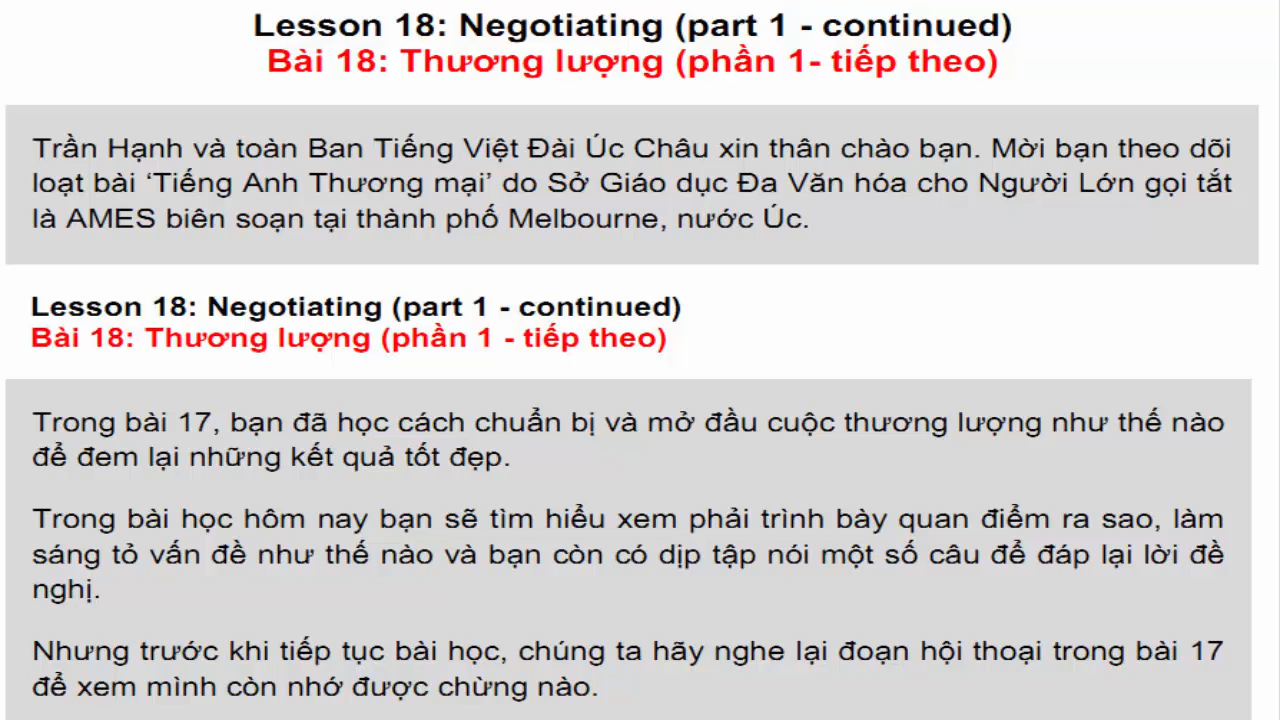 Lesson 18: Negotiating (part 1 - continued)
Bài 18: Thương lượng (phần 1- tiếp theo)
Trần Hạnh và toàn Ban Tiếng Việt Đài Úc Châu xin thân chào bạn. Mời bạn theo dõi
loạt bài ‘Tiếng Anh Thương mại’ do Sở Giáo dục Đa Văn hóa cho Người Lớn gọi tắt
là AMES biên soạn tại thành phố Melbourne, nước Úc.
Lesson 18: Negotiating (part 1 - continued)
Bài 18: Thương lượng (phần 1 - tiếp theo)
Trong bài 17, bạn đã học cách chuẩn bị và mở đầu cuộc thương lượng như thế nào
để đem lại những kết quả tốt đẹp.
Trong bài học hôm nay bạn sẽ tìm hiểu xem phải trình bày quan điểm ra sao, làm
sáng tỏ vấn đề như thế nào và bạn còn có dịp tập nói một số câu để đáp lại lời đề
nghị.
Nhưng trước khi tiếp tục bài học, chúng ta hãy nghe lại đoạn hội thoại trong bài 17
để xem mình còn nhớ được chừng nào.